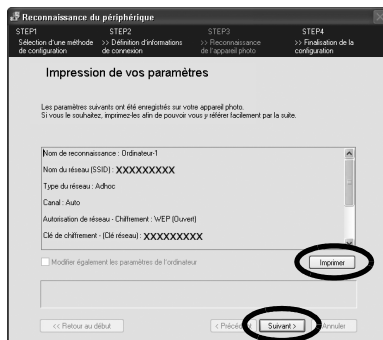 Reconnaissance du périphérique
STEP1 STEP2 STEP3 STEP4
Sélection d'une méthode >> Définition d'informations >> Reconnaissance >> Finalisation de la
de configuration de connexion de l'appareil photo configuration
Impression de vos paramètres
Les paramètres suivants ont été enregistrés sur votre appareil photo.
Si vous le souhaitez, imprimez-les afin de pouvoir vous y référer facilement par la suite.
Nom de reconnaissance : Ordinateur-1
Nom du réseau (SSID) : XXXXXXXXX
Type du réseau : Adhoc
Canal : Auto
Autorisation de réseau - Chiffrement : WEP (Ouvert)
Clé de chiffrement - (Clé réseau) : XXXXXXXXX
Modifier également les paramètres de l'ordinateur Imprimer
<< Retour au début < Précédent Suivant > Annuler